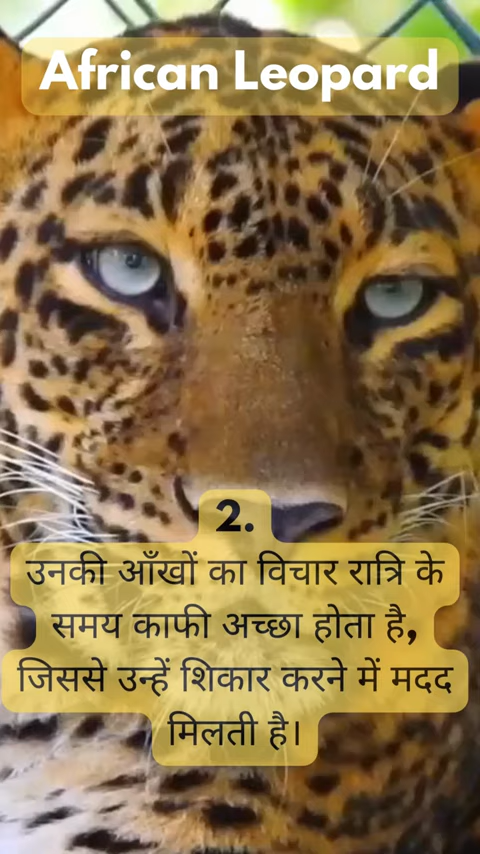 African Leopard
2.
उनकी आँखों का विचार रात्रि के
समय काफी अच्छा होता है,
जिससे उन्हें शिकार करने में मदद
मिलती है।